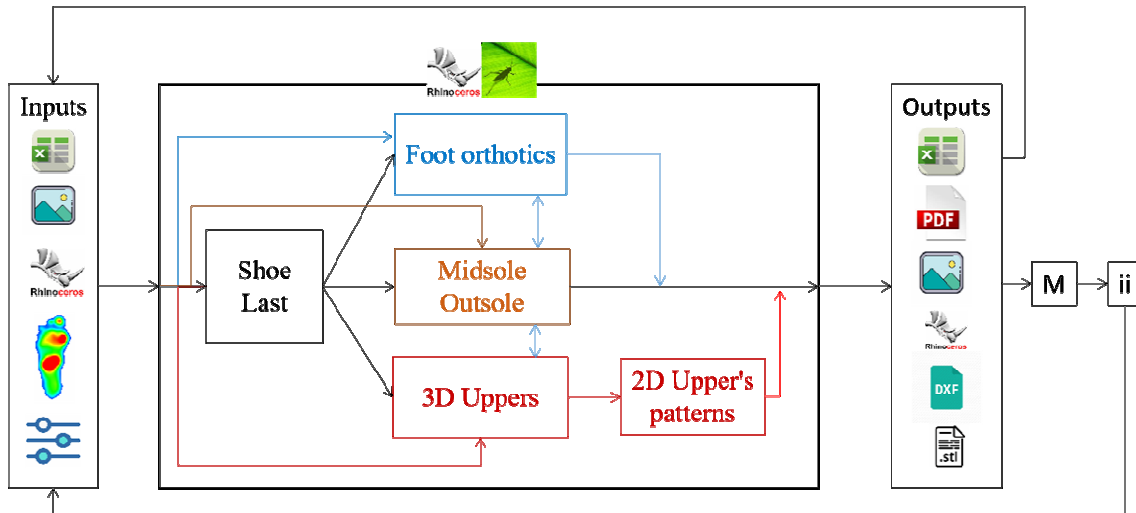 Rhinoceros
Inputs
Outputs
Foot orthotics
PDF
Shoe
Last
Midsole
Outsole
Rhinoceros
M
ii
Rhinoceros
3D Uppers
2D Upper's
patterns
DXF
.stl